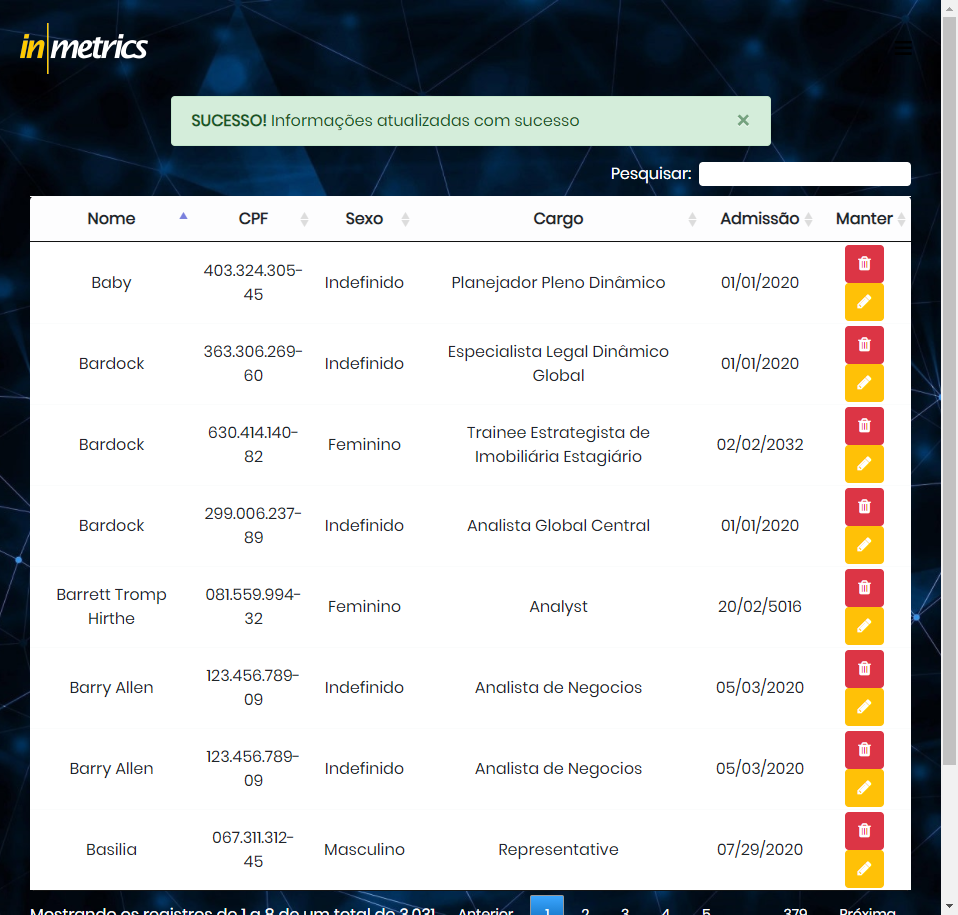 in metrics
SUCESSO! Informações atualizadas com sucesso ×
Pesquisar:
Nome CPF Sexo Cargo Admissão Manter
Baby 403.324.305-45 Indefinido Planejador Pleno Dinâmico 01/01/2020
Bardock 363.306.269-60 Indefinido Especialista Legal Dinâmico Global 01/01/2020
Bardock 630.414.140-82 Feminino Trainee Estrategista de Imobiliária Estagiário 02/02/2032
Bardock 299.006.237-89 Indefinido Analista Global Central 01/01/2020
Barrett Tromp Hirthe 081.559.994-32 Feminino Analyst 20/02/5016
Barry Allen 123.456.789-09 Indefinido Analista de Negocios 05/03/2020
Barry Allen 123.456.789-09 Indefinido Analista de Negocios 05/03/2020
Basilia 067.311.312-45 Masculino Representative 07/29/2020
Mostrando os registros de 1 a 8 de um total de 3.031 Anterior 1 2 3 4 5 ... 379 Próxima